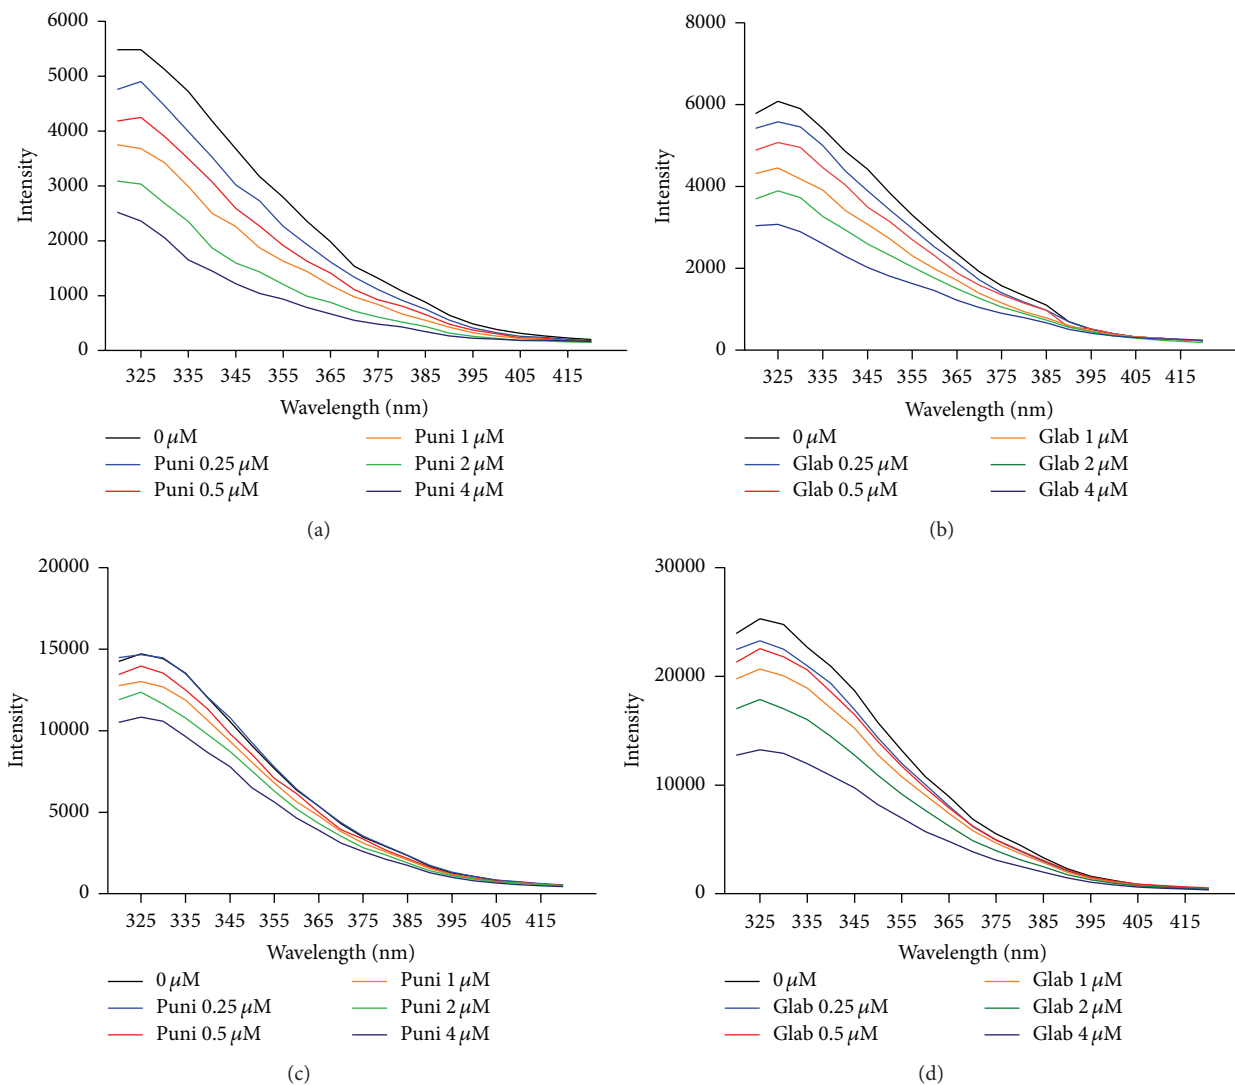 6000
5000
4000
3000
2000
1000
0
Intensity
325 335 345 355 365 375 385 395 405 415
Wavelength (nm)
0 μM
Puni 0.25 μM
Puni 0.5 μM
Puni 1 μM
Puni 2 μM
Puni 4 μM
(a)
8000
6000
4000
2000
0
Intensity
325 335 345 355 365 375 385 395 405 415
Wavelength (nm)
0 μM
Glab 0.25 μM
Glab 0.5 μM
Glab 1 μM
Glab 2 μM
Glab 4 μM
(b)
20000
15000
10000
5000
0
Intensity
325 335 345 355 365 375 385 395 405 415
Wavelength (nm)
0 μM
Puni 0.25 μM
Puni 0.5 μM
Puni 1 μM
Puni 2 μM
Puni 4 μM
(c)
30000
20000
10000
0
Intensity
325 335 345 355 365 375 385 395 405 415
Wavelength (nm)
0 μM
Glab 0.25 μM
Glab 0.5 μM
Glab 1 μM
Glab 2 μM
Glab 4 μM
(d)